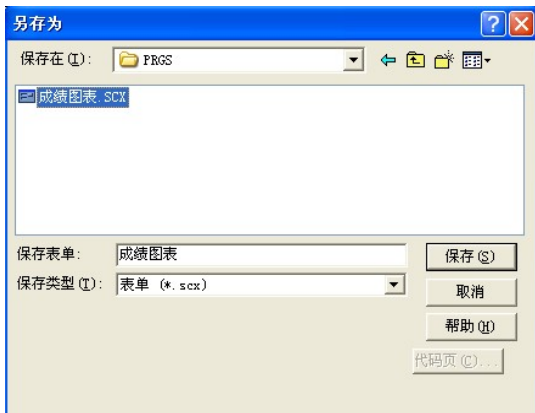 另存为
保存在(I): PRGS
成绩图表.SCX
保存表单: 成绩图表
保存(S)
保存类型(T): 表单 (*.scx)
取消
帮助(H)
代码页(C)...